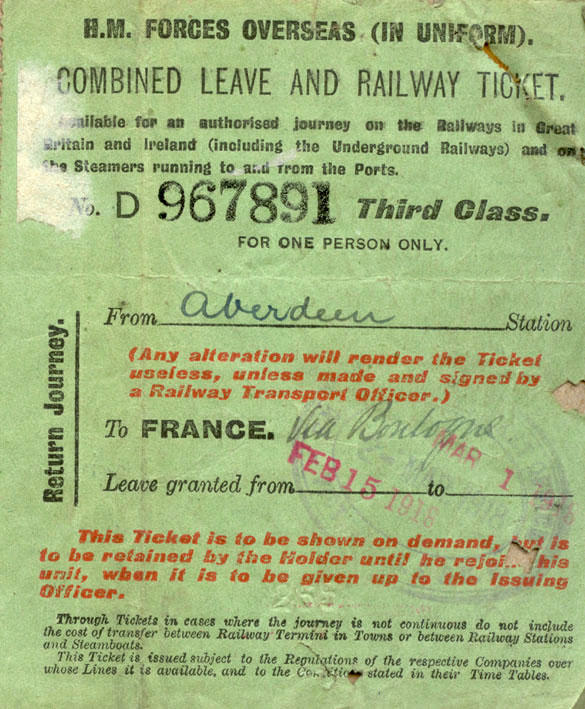 H.M. FORCES OVERSEAS (IN UNIFORM).
COMBINED LEAVE AND RAILWAY TICKET.
Available for an authorised journey on the Railways in Great
Britain and Ireland (including the Underground Railways) and on
the Steamers running to and from the Ports.
No. D 967891 Third Class.
FOR ONE PERSON ONLY.
Return Journey.
From Aberdeen Station
(Any alteration will render the Ticket
useless, unless made and signed by
a Railway Transport Officer.)
To FRANCE. via Boulogne
Leave granted from FEB 15 1918 to MAR 1
This Ticket is to be shown on demand, but is
to be retained by the Holder until he rejoins his
unit, when it is to be given up to the Issuing
Officer.
255
Through Tickets in cases where the journey is not continuous do not include
the cost of transfer between Railway Termini in Towns or between Railway Stations
and Steamboats.
This Ticket is issued subject to the Regulations of the respective Companies over
whose Lines it is available, and to the Conditions stated in their Time Tables.